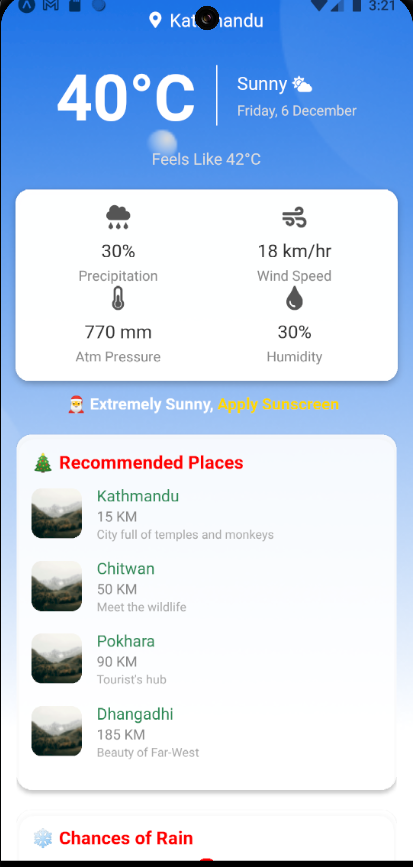 3:21
Kathmandu
40°C
Sunny
Friday, 6 December
Feels Like 42°C
30%
18 km/hr
Precipitation
Wind Speed
770 mm
30%
Atm Pressure
Humidity
Extremely Sunny, Apply Sunscreen
Recommended Places
Kathmandu
15 KM
City full of temples and monkeys
Chitwan
50 KM
Meet the wildlife
Pokhara
90 KM
Tourist's hub
Dhangadhi
185 KM
Beauty of Far-West
Chances of Rain